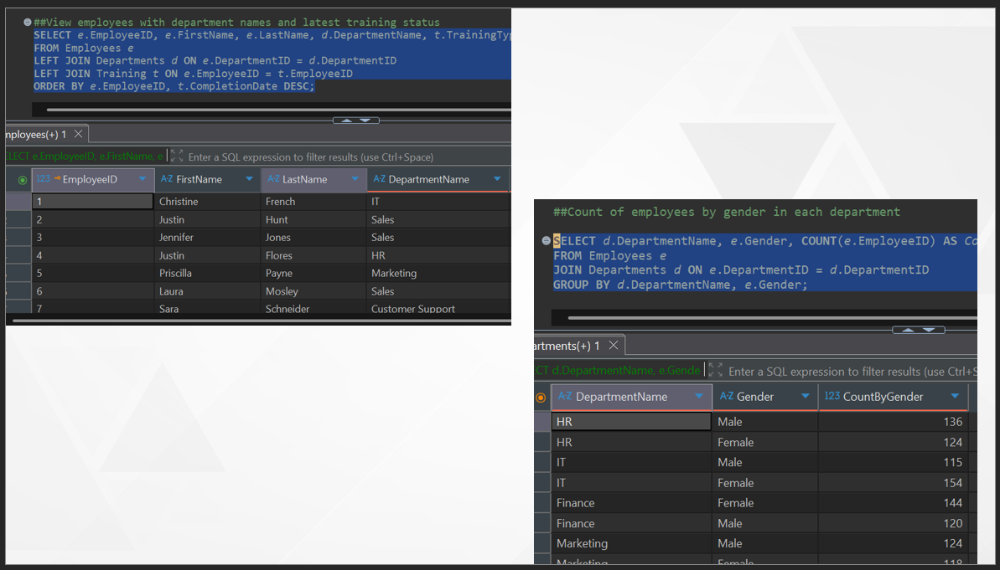 ##View employees with department names and latest training status
SELECT e.EmployeeID, e.FirstName, e.LastName, d.DepartmentName, t.TrainingTyp
FROM Employees e
LEFT JOIN Departments d ON e.DepartmentID = d.DepartmentID
LEFT JOIN Training t ON e.EmployeeID = t.EmployeeID
ORDER BY e.EmployeeID, t.CompletionDate DESC;
mployees(+) 1
ELECT e.EmployeeID, e.FirstName, e Enter a SQL expression to filter results (use Ctrl+Space)
123 EmployeeID A-Z FirstName A-Z LastName A-Z DepartmentName
1 Christine French IT
2 Justin Hunt Sales
3 Jennifer Jones Sales
4 Justin Flores HR
5 Priscilla Payne Marketing
6 Laura Mosley Sales
7 Sara Schneider Customer Support
##Count of employees by gender in each department
SELECT d.DepartmentName, e.Gender, COUNT(e.EmployeeID) AS Co
FROM Employees e
JOIN Departments d ON e.DepartmentID = d.DepartmentID
GROUP BY d.DepartmentName, e.Gender;
artments(+) 1
CT d.DepartmentName, e.Gende Enter a SQL expression to filter results (use Ctrl+S
A-Z DepartmentName A-Z Gender 123 CountByGender
HR Male 136
HR Female 124
IT Male 115
IT Female 154
Finance Female 144
Finance Male 120
Marketing Male 124
Marketing Female 118